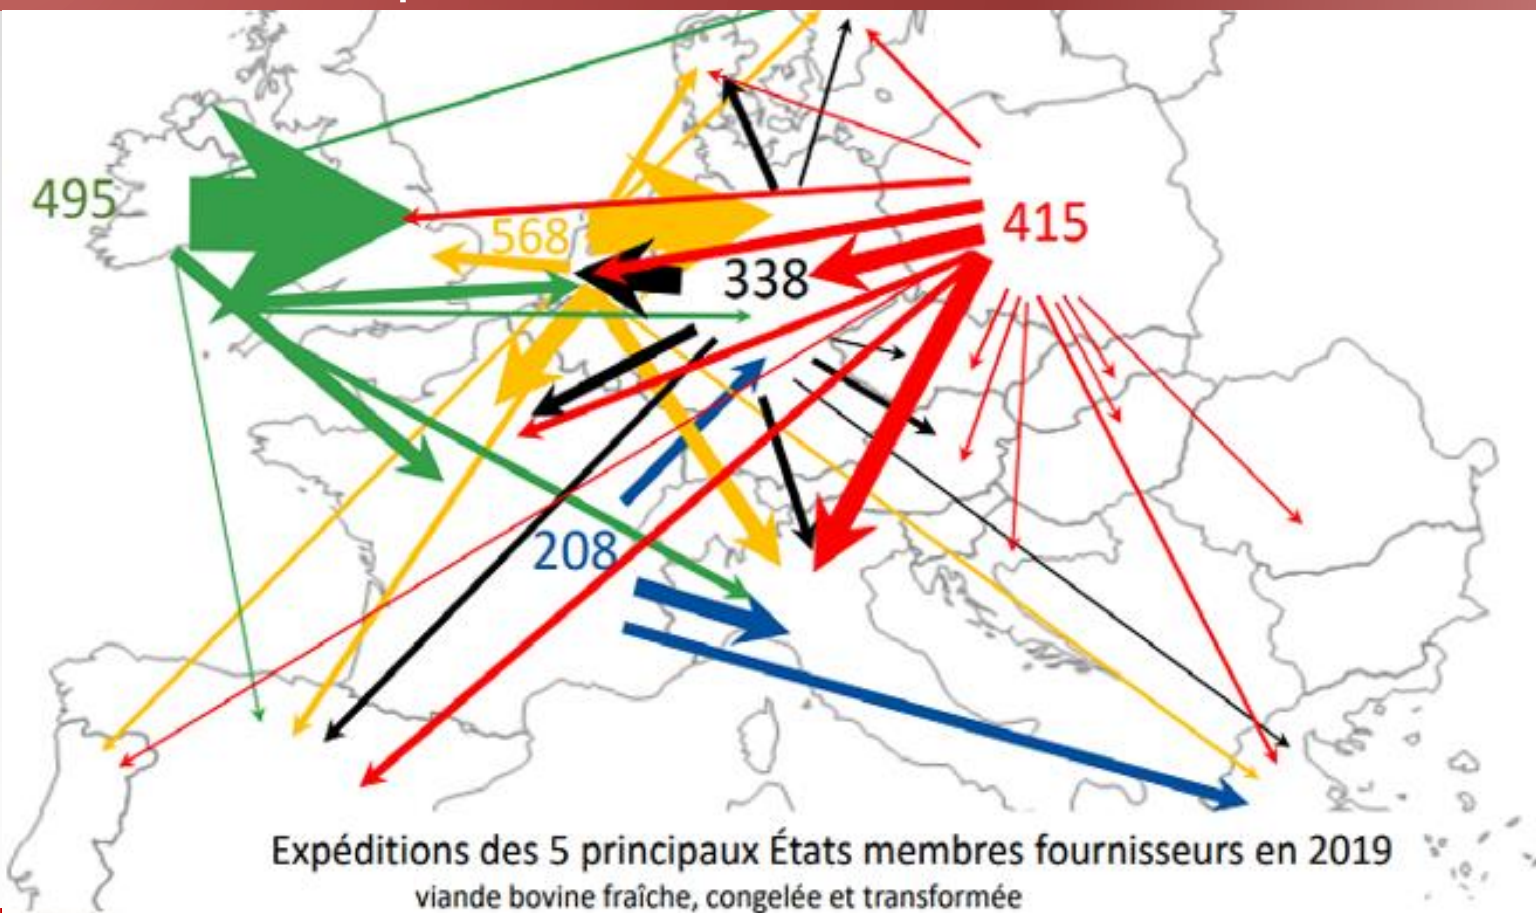 495
568
415
338
208
Expéditions des 5 principaux États membres fournisseurs en 2019
viande bovine fraîche, congelée et transformée